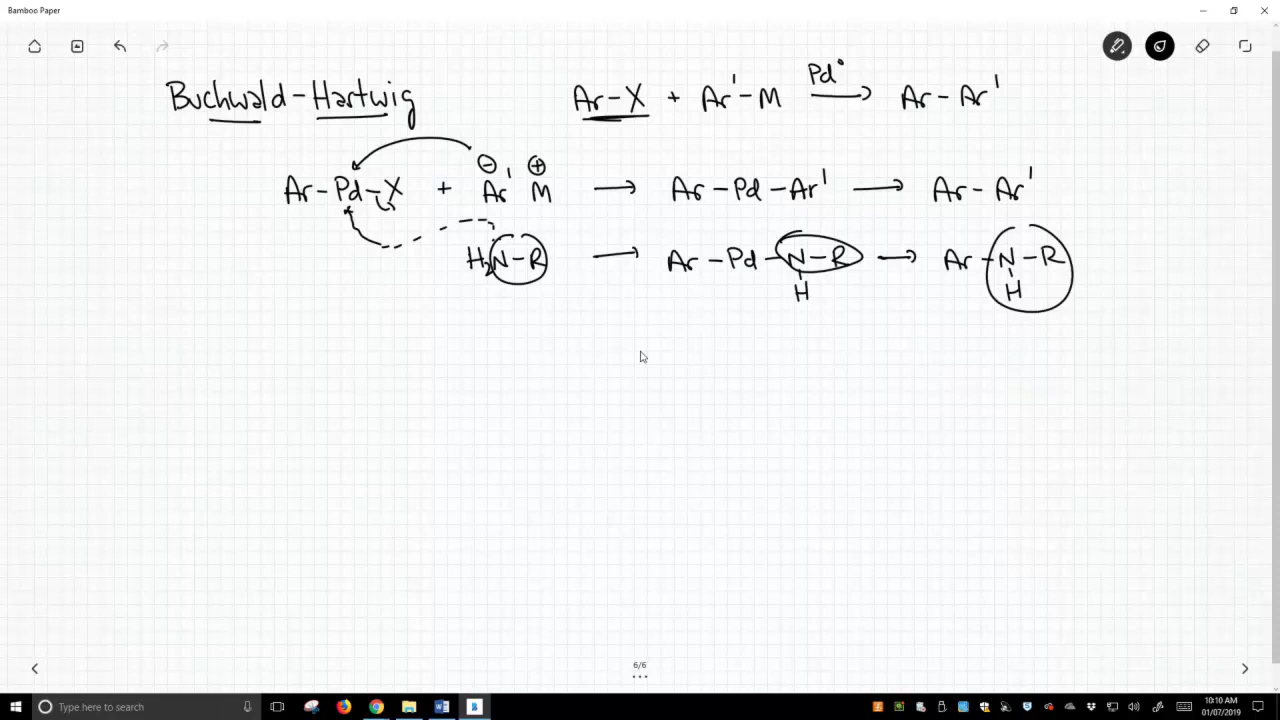 Bamboo Paper
Buchwald-Hartwig
Ar-X + Ar'-M Pd° → Ar-Ar'
Ar-Pd-X + ⊖ Ar' ⊕ M → Ar-Pd-Ar' → Ar-Ar'
H₂N-R → Ar-Pd-N-R → Ar-N-R
H H
6/6
Type here to search
10:10 AM
01/07/2019